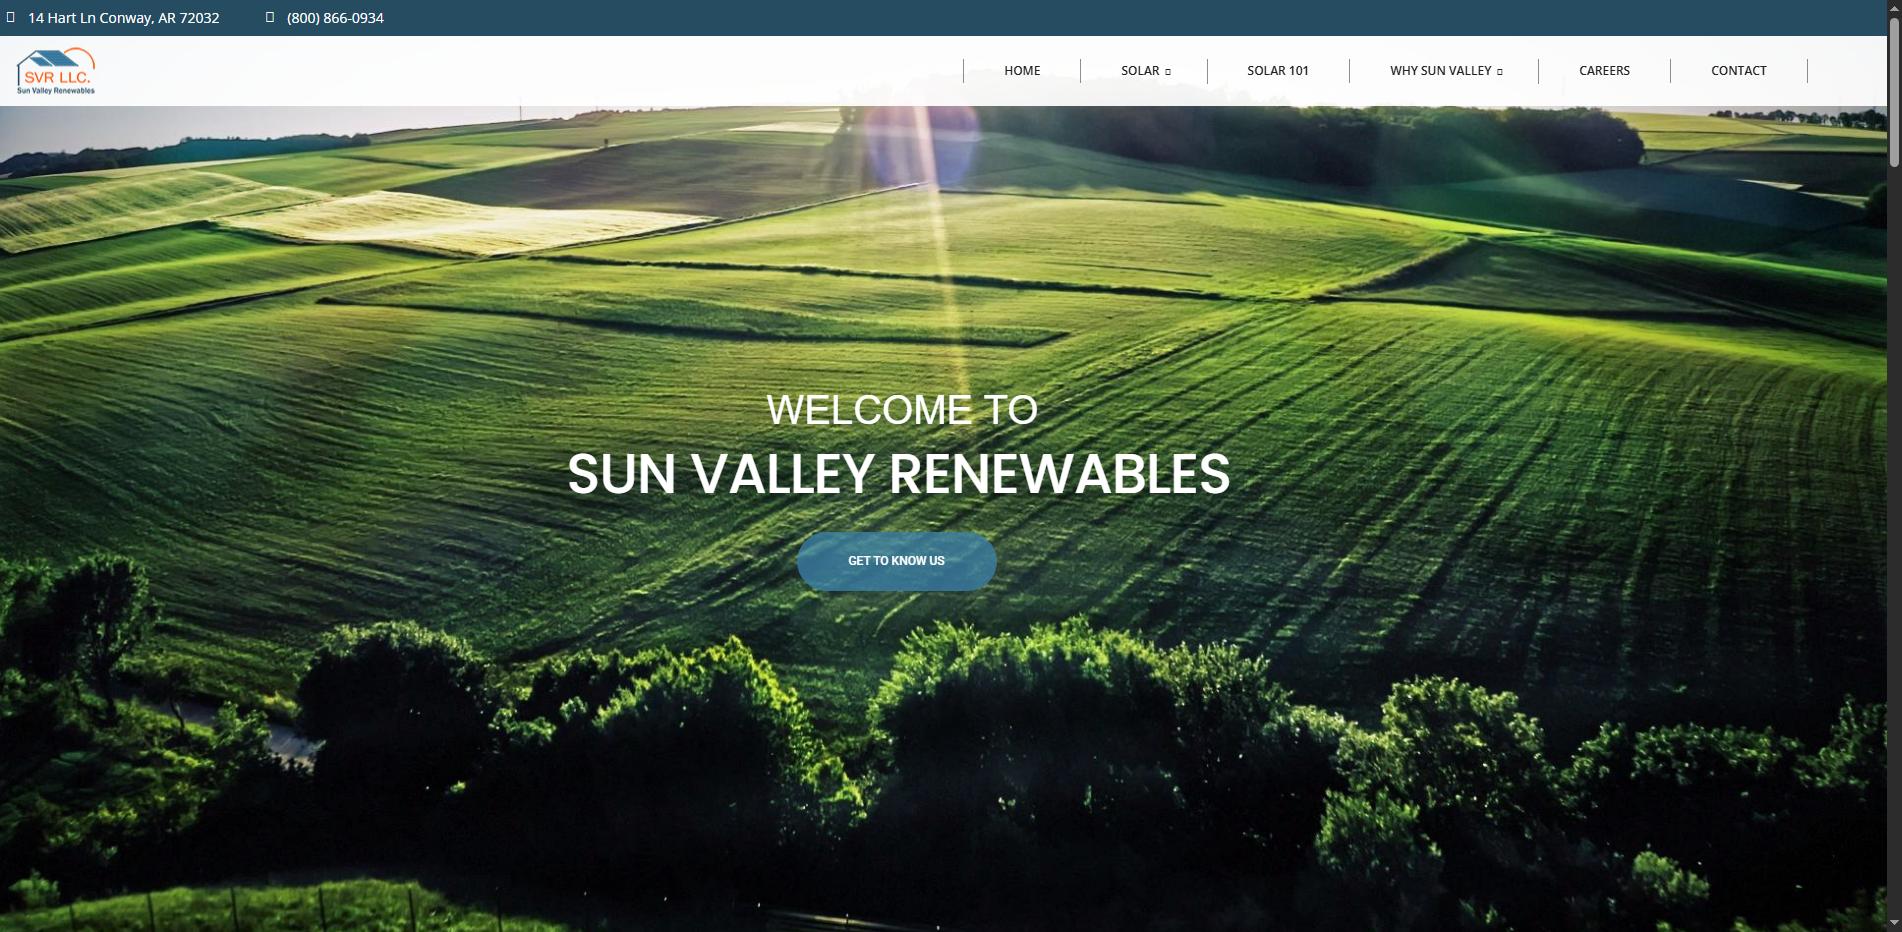 14 Hart Ln Conway, AR 72032
(800) 866-0934
SVR LLC.
Sun Valley Renewables
HOME
SOLAR
SOLAR 101
WHY SUN VALLEY
CAREERS
CONTACT
WELCOME TO
SUN VALLEY RENEWABLES
GET TO KNOW US